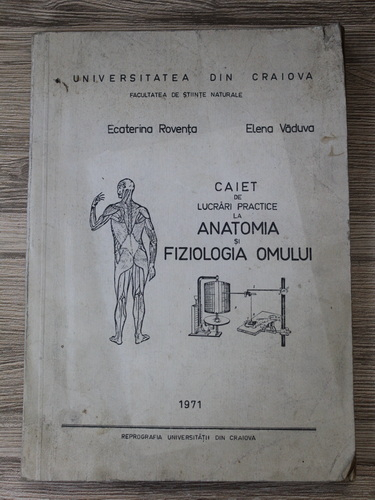 UNIVERSITATEA DIN CRAIOVA
FACULTATEA DE ȘTIINȚE NATURALE
Ecaterina Rovența Elena Văduva
CAIET
DE
LUCRĂRI PRACTICE
LA
ANATOMIA
ȘI
FIZIOLOGIA OMULUI
1971
REPROGRAFIA UNIVERSITĂȚII DIN CRAIOVA